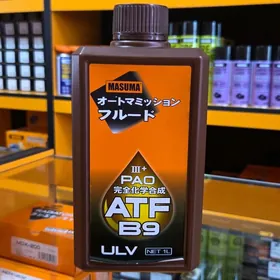 MASUMA
オートマミッション
フルード
III+
PAO
完全化学合成
ATF
B9
ULV
NET 1L